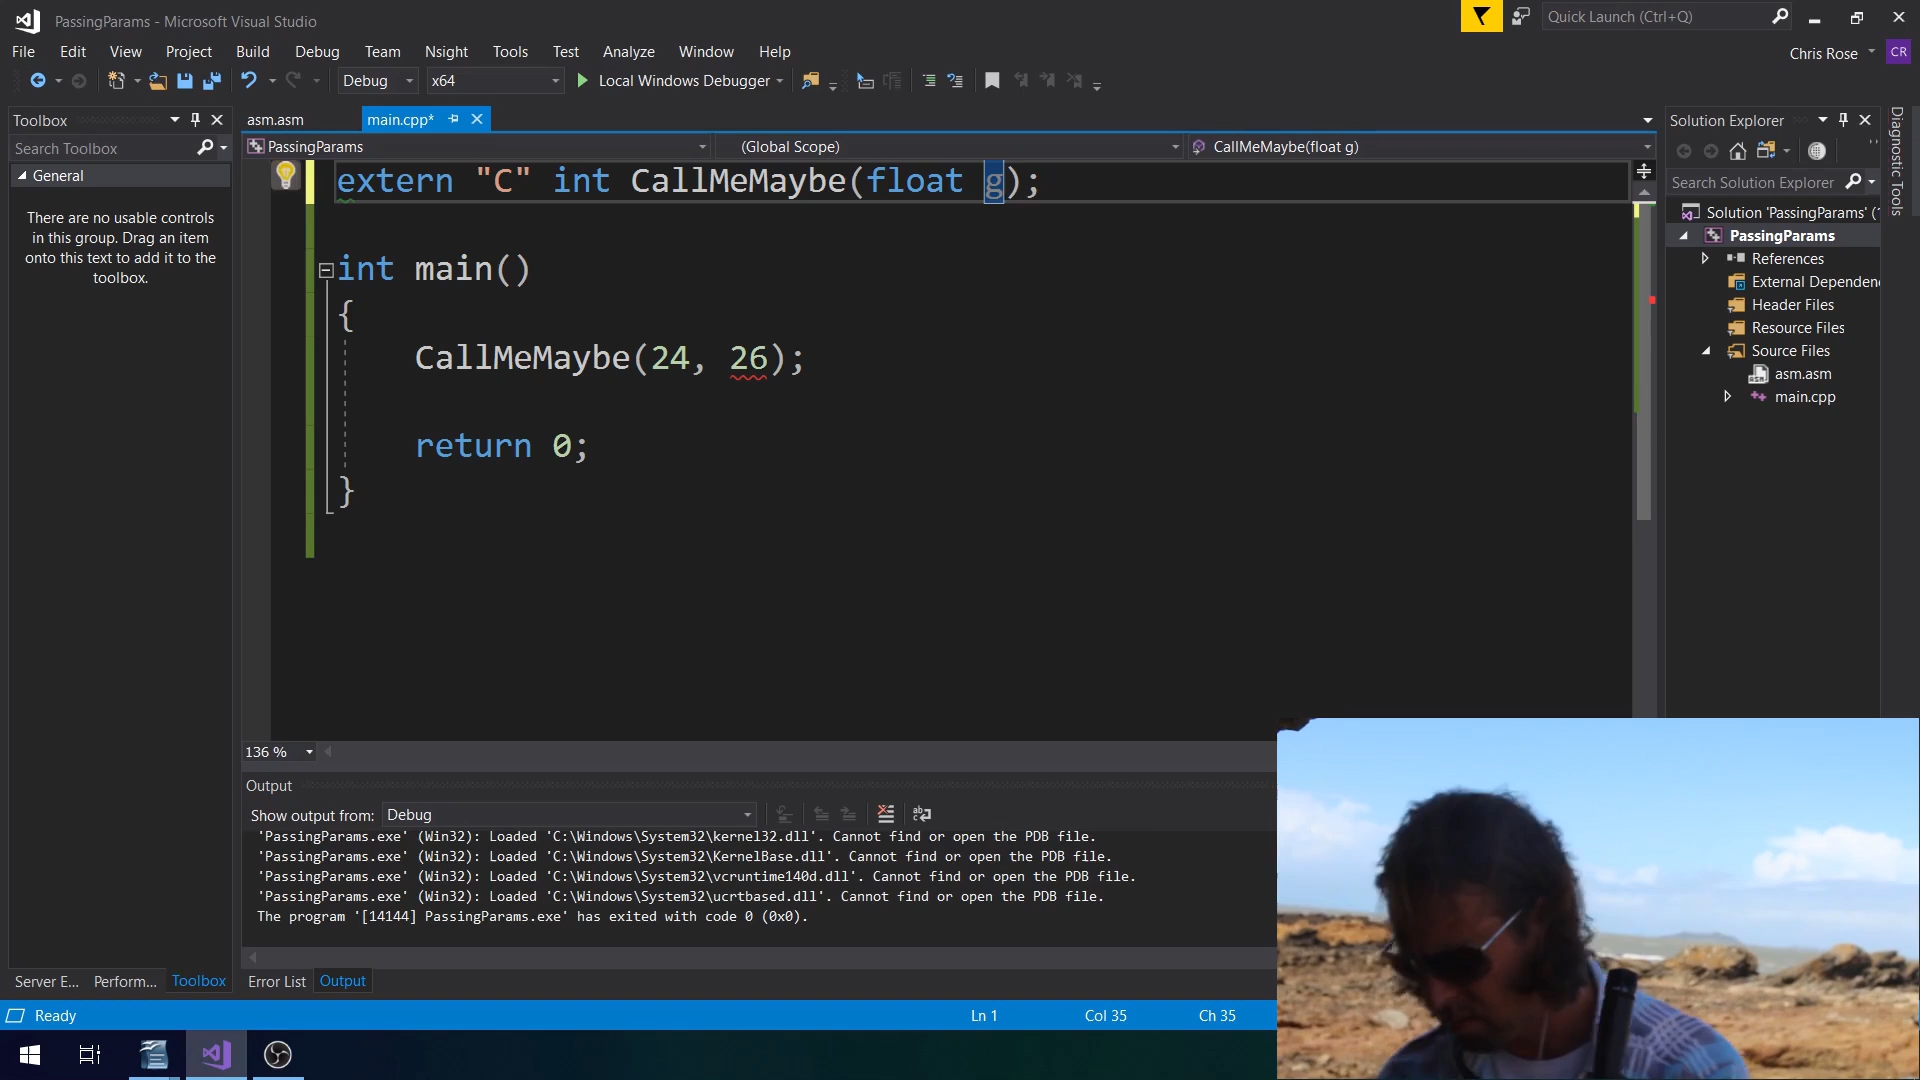 PassingParams - Microsoft Visual Studio
Quick Launch (Ctrl+Q)
File Edit View Project Build Debug Team Nsight Tools Test Analyze Window Help
Chris Rose CR
Debug x64 Local Windows Debugger
Toolbox
Search Toolbox
General
There are no usable controls
in this group. Drag an item
onto this text to add it to the
toolbox.
asm.asm main.cpp*
PassingParams (Global Scope) CallMeMaybe(float g)
extern "C" int CallMeMaybe(float g);
int main()
{
CallMeMaybe(24, 26);
return 0;
}
136 %
Solution Explorer
Search Solution Explorer
Solution 'PassingParams' (
PassingParams
References
External Dependen
Header Files
Resource Files
Source Files
asm.asm
main.cpp
Diagnostic Tools
Output
Show output from: Debug
'PassingParams.exe' (Win32): Loaded 'C:\Windows\System32\kernel32.dll'. Cannot find or open the PDB file.
'PassingParams.exe' (Win32): Loaded 'C:\Windows\System32\KernelBase.dll'. Cannot find or open the PDB file.
'PassingParams.exe' (Win32): Loaded 'C:\Windows\System32\vcruntime140d.dll'. Cannot find or open the PDB file.
'PassingParams.exe' (Win32): Loaded 'C:\Windows\System32\ucrtbased.dll'. Cannot find or open the PDB file.
The program '[14144] PassingParams.exe' has exited with code 0 (0x0).
Server E... Perform... Toolbox
Error List Output
Ready Ln 1 Col 35 Ch 35